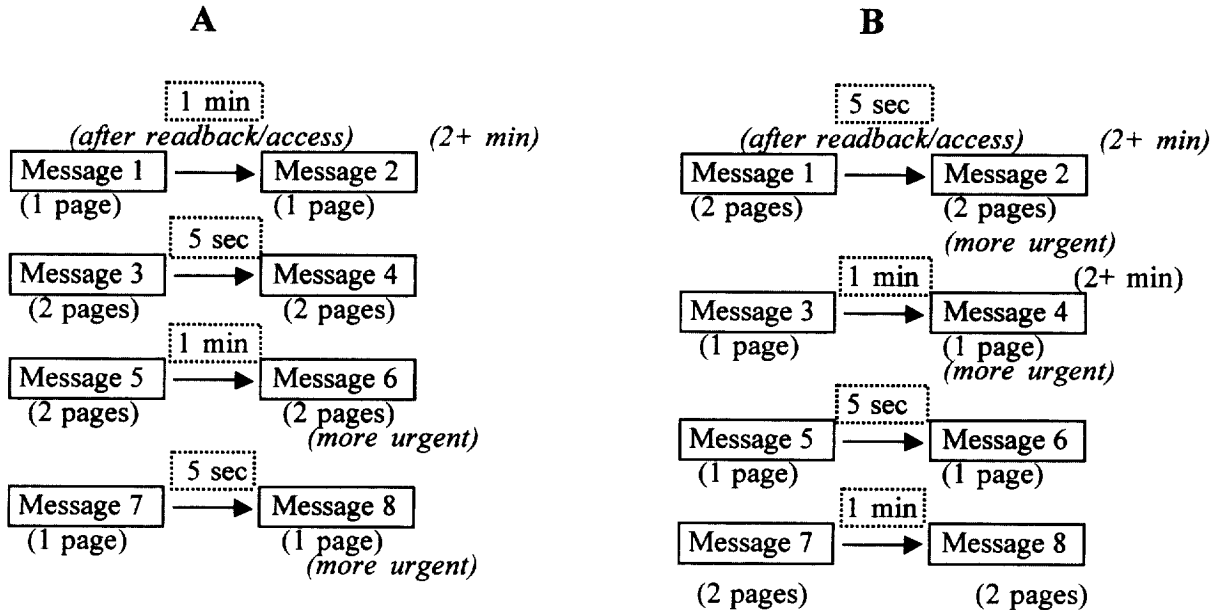 A
1 min
(after readback/access) (2+ min)
Message 1 Message 2
(1 page) (1 page)
5 sec
Message 3 Message 4
(2 pages) (2 pages)
1 min
Message 5 Message 6
(2 pages) (2 pages)
(more urgent)
5 sec
Message 7 Message 8
(1 page) (1 page)
(more urgent)
B
5 sec
(after readback/access) (2+ min)
Message 1 Message 2
(2 pages) (2 pages)
(more urgent)
1 min (2+ min)
Message 3 Message 4
(1 page) (1 page)
(more urgent)
5 sec
Message 5 Message 6
(1 page) (1 page)
1 min
Message 7 Message 8
(2 pages) (2 pages)